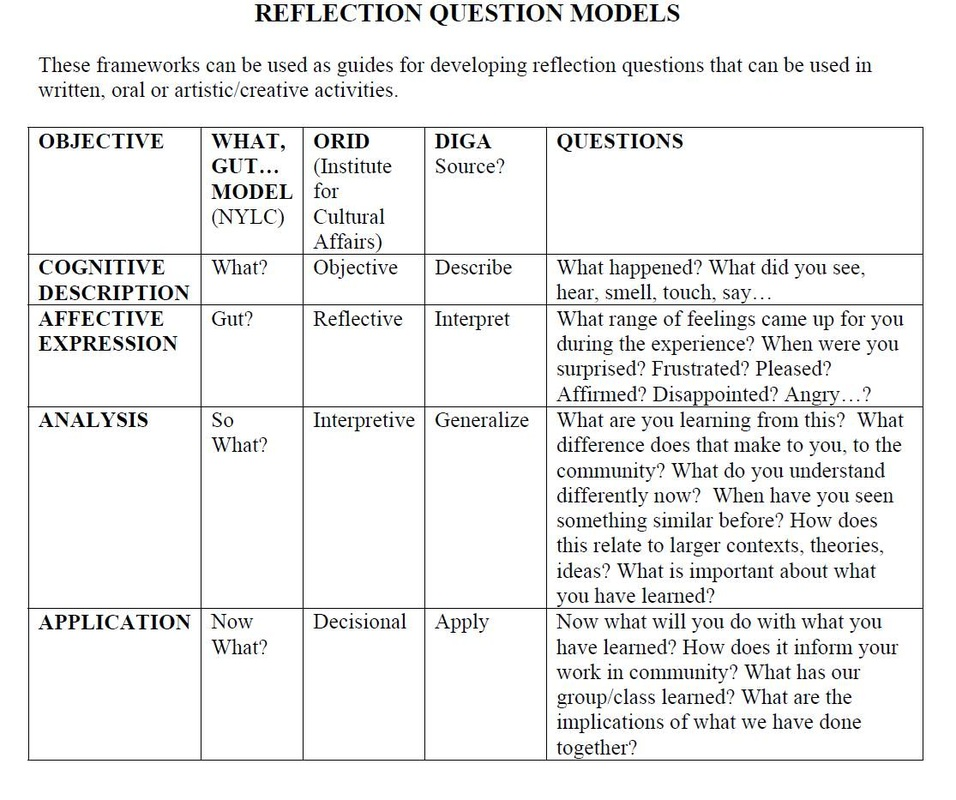 REFLECTION QUESTION MODELS
These frameworks can be used as guides for developing reflection questions that can be used in
written, oral or artistic/creative activities.
OBJECTIVE
WHAT,
GUT…
MODEL
(NYLC)
ORID
(Institute
for
Cultural
Affairs)
DIGA
Source?
QUESTIONS
COGNITIVE
DESCRIPTION
What?
Objective
Describe
What happened? What did you see,
hear, smell, touch, say…
AFFECTIVE
EXPRESSION
Gut?
Reflective
Interpret
What range of feelings came up for you
during the experience? When were you
surprised? Frustrated? Pleased?
Affirmed? Disappointed? Angry…?
ANALYSIS
So
What?
Interpretive
Generalize
What are you learning from this?  What
difference does that make to you, to the
community? What do you understand
differently now?  When have you seen
something similar before? How does
this relate to larger contexts, theories,
ideas? What is important about what
you have learned?
APPLICATION
Now
What?
Decisional
Apply
Now what will you do with what you
have learned? How does it inform your
work in community? What has our
group/class learned? What are the
implications of what we have done
together?